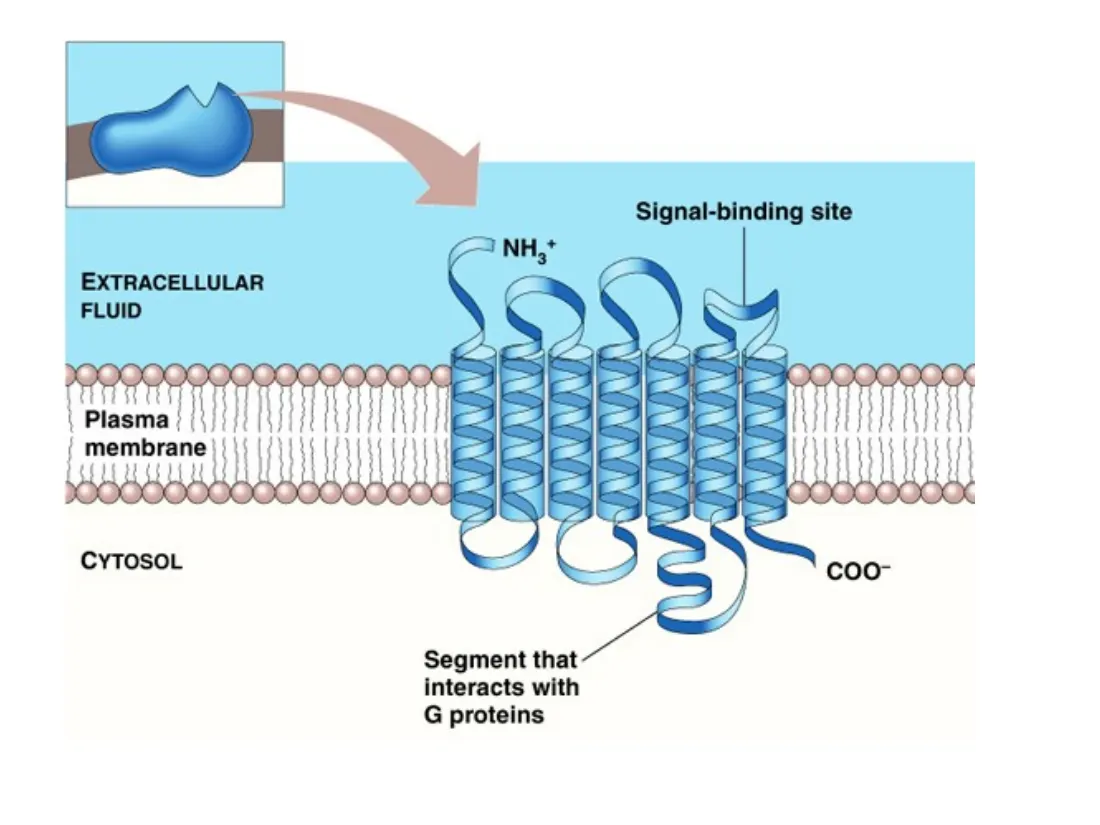 Signal-binding site
NH₃⁺
EXTRACELLULAR
FLUID
Plasma
membrane
CYTOSOL
COO⁻
Segment that
interacts with
G proteins